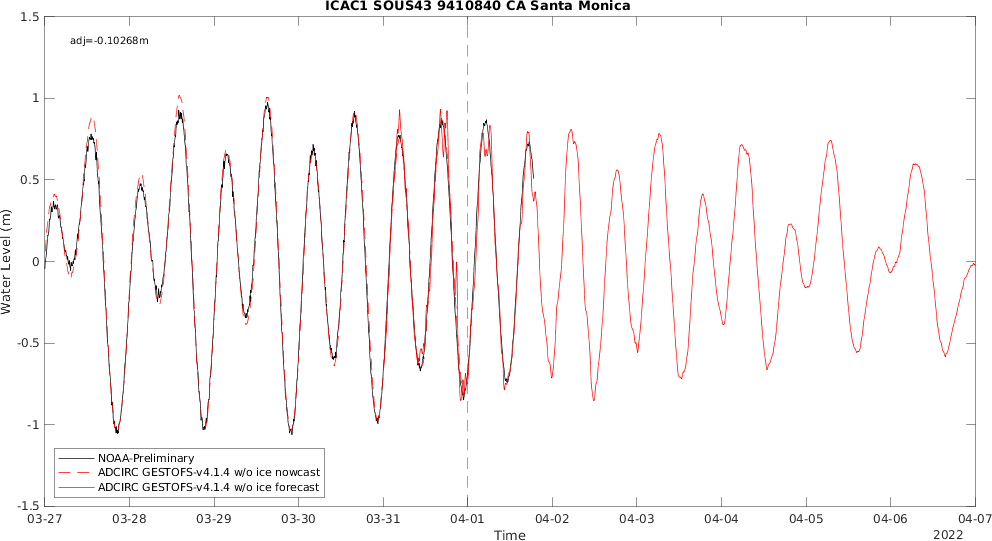 ICAC1 SOUS43 9410840 CA Santa Monica
adj=-0.10268m
Water Level (m)
1.5
1
0.5
0
-0.5
-1
-1.5
NOAA-Preliminary
ADCIRC GESTOFS-v4.1.4 w/o ice nowcast
ADCIRC GESTOFS-v4.1.4 w/o ice forecast
03-27 03-28 03-29 03-30 03-31 04-01 04-02 04-03 04-04 04-05 04-06 04-07
Time
2022